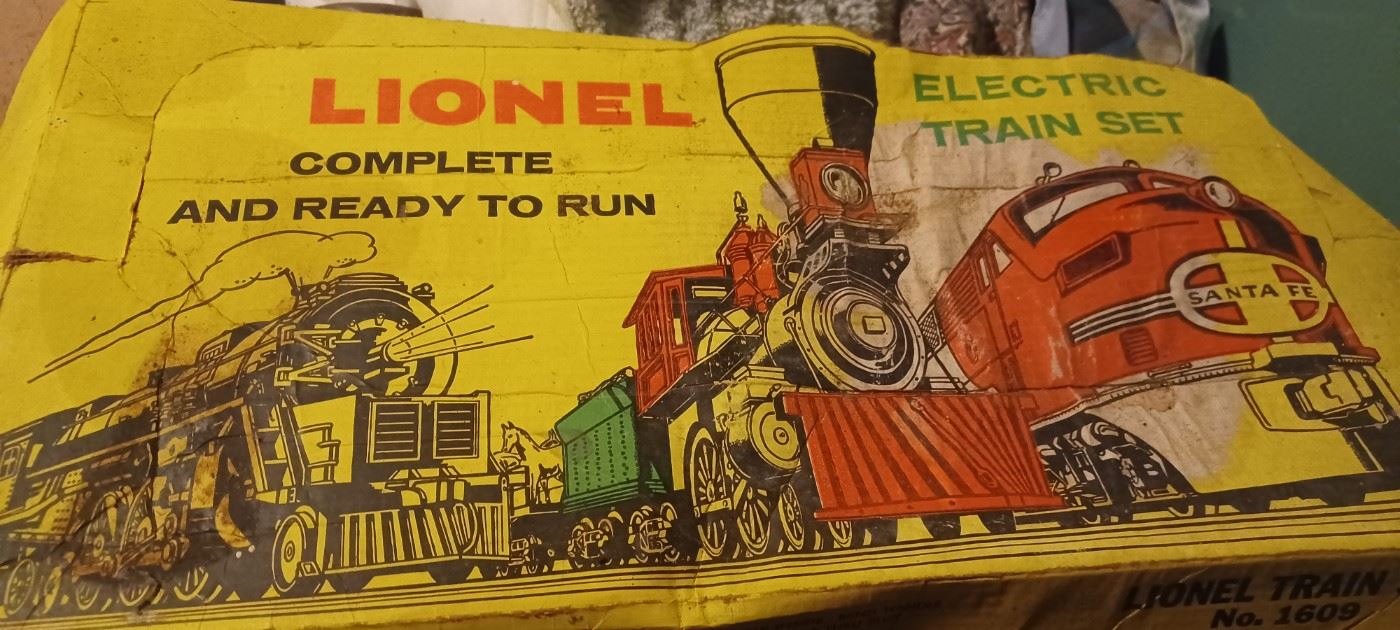 LIONEL
COMPLETE
AND READY TO RUN
ELECTRIC
TRAIN SET
SANTA FE
LIONEL TRAIN
No. 1609